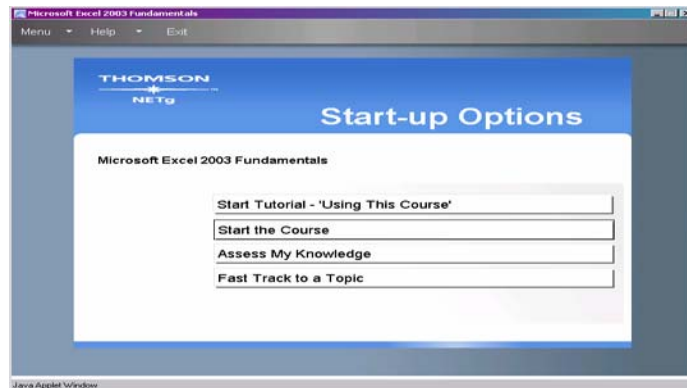 Microsoft Excel 2003 Fundamentals
Menu Help Exit
THOMSON
NETg
Start-up Options
Microsoft Excel 2003 Fundamentals
Start Tutorial - 'Using This Course'
Start the Course
Assess My Knowledge
Fast Track to a Topic
Java Applet Window